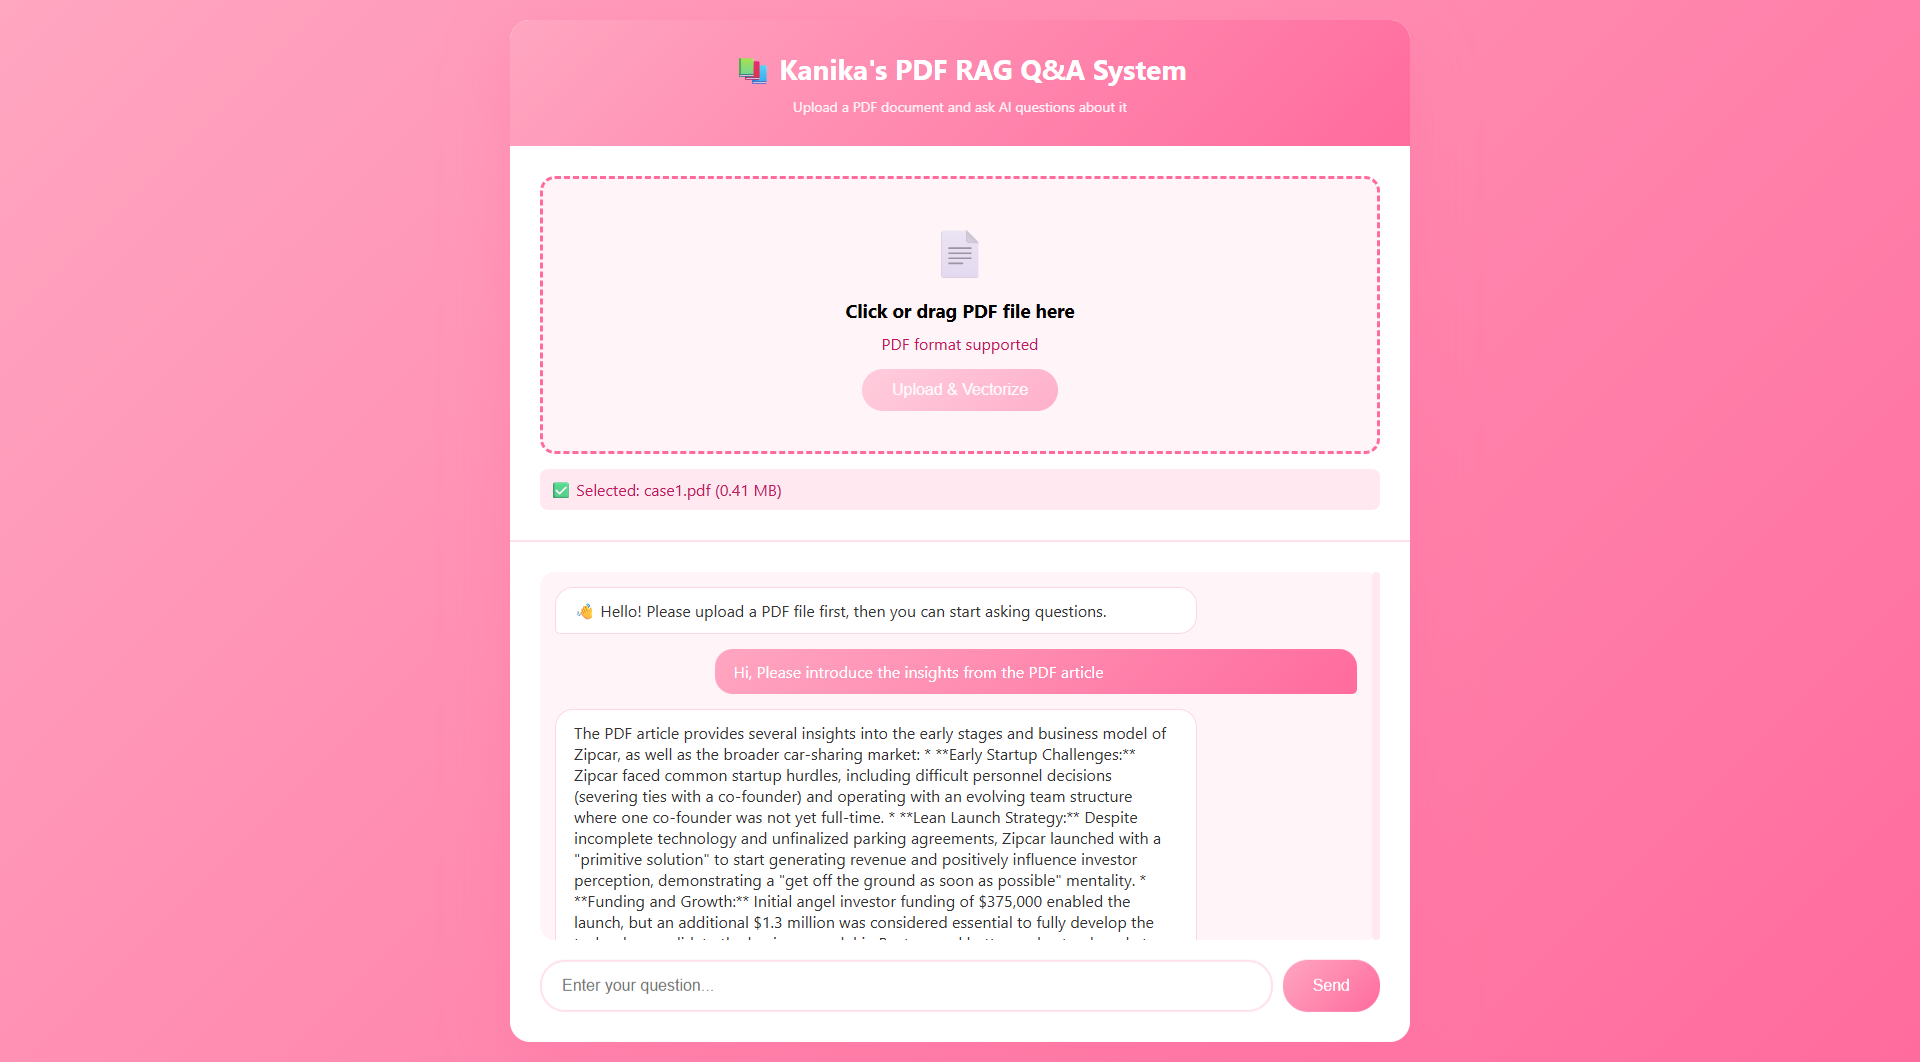 Kanika's PDF RAG Q&A System
Upload a PDF document and ask AI questions about it
Click or drag PDF file here
PDF format supported
Upload & Vectorize
Selected: case1.pdf (0.41 MB)
Hello! Please upload a PDF file first, then you can start asking questions.
Hi, Please introduce the insights from the PDF article
The PDF article provides several insights into the early stages and business model of
Zipcar, as well as the broader car-sharing market: * **Early Startup Challenges:**
Zipcar faced common startup hurdles, including difficult personnel decisions
(severing ties with a co-founder) and operating with an evolving team structure
where one co-founder was not yet full-time. * **Lean Launch Strategy:** Despite
incomplete technology and unfinalized parking agreements, Zipcar launched with a
"primitive solution" to start generating revenue and positively influence investor
perception, demonstrating a "get off the ground as soon as possible" mentality. *
**Funding and Growth:** Initial angel investor funding of $375,000 enabled the
launch, but an additional $1.3 million was considered essential to fully develop the
Enter your question...
Send